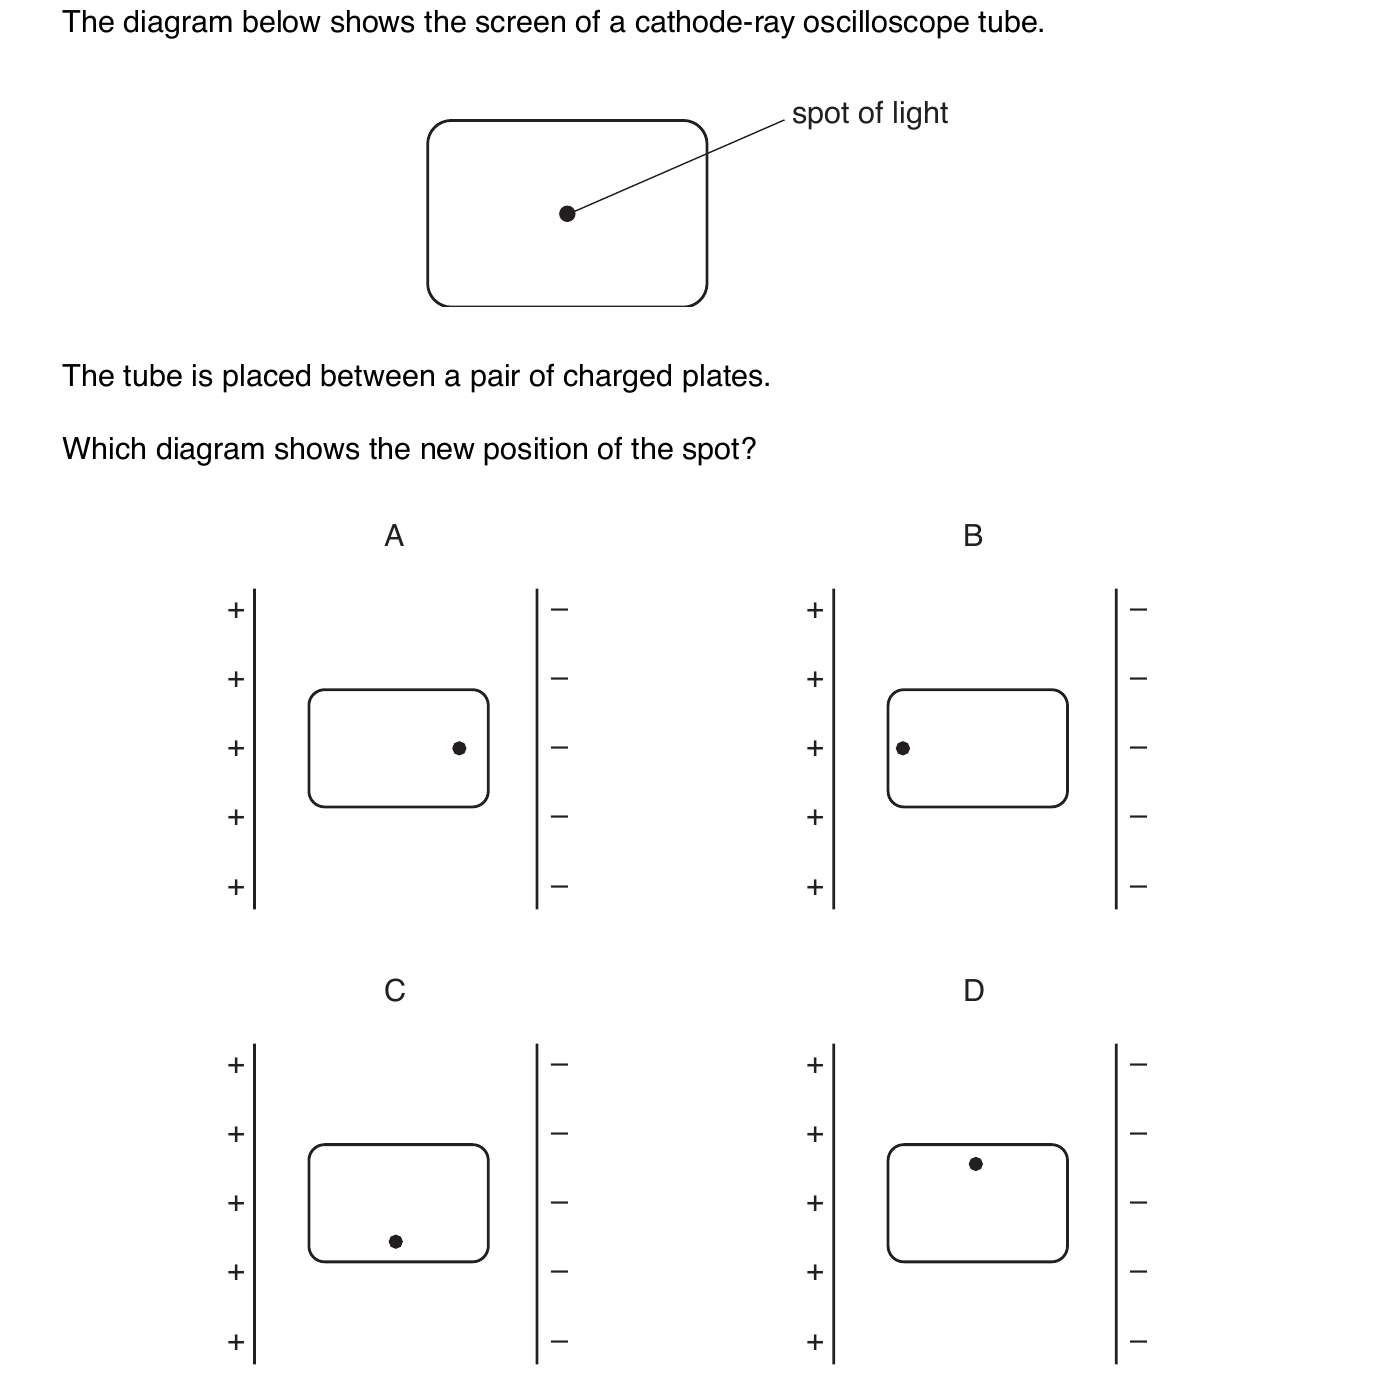 The diagram below shows the screen of a cathode-ray oscilloscope tube.
spot of light
The tube is placed between a pair of charged plates.
Which diagram shows the new position of the spot?
A B
+ – + –
+ – + –
+ – + –
+ – + –
+ – + –
C D
+ – + –
+ – + –
+ – + –
+ – + –
+ – + –